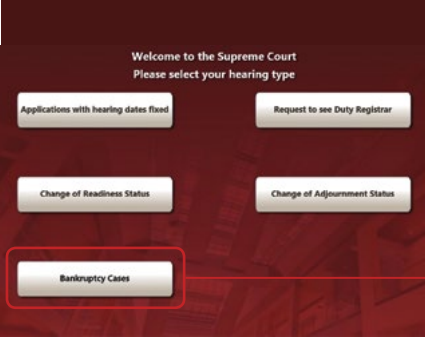 Welcome to the Supreme Court
Please select your hearing type
Applications with hearing dates fixed
Request to see Duty Registrar
Change of Readiness Status
Change of Adjournment Status
Bankruptcy Cases